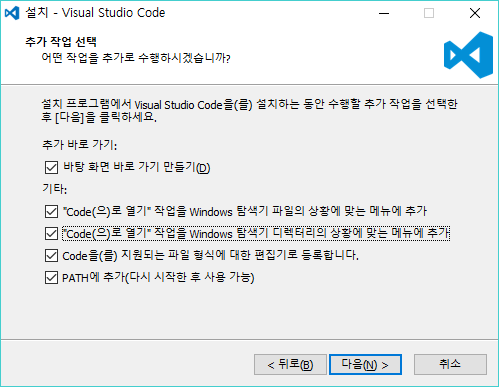 설치 - Visual Studio Code
추가 작업 선택
어떤 작업을 추가로 수행하시겠습니까?
설치 프로그램에서 Visual Studio Code을(를) 설치하는 동안 수행할 추가 작업을 선택한
후 [다음]을 클릭하세요.
추가 바로 가기:
바탕 화면 바로 가기 만들기(D)
기타:
"Code(으)로 열기" 작업을 Windows 탐색기 파일의 상황에 맞는 메뉴에 추가
"Code(으)로 열기" 작업을 Windows 탐색기 디렉터리의 상황에 맞는 메뉴에 추가
Code을(를) 지원되는 파일 형식에 대한 편집기로 등록합니다.
PATH에 추가(다시 시작한 후 사용 가능)
< 뒤로(B) 다음(N) > 취소